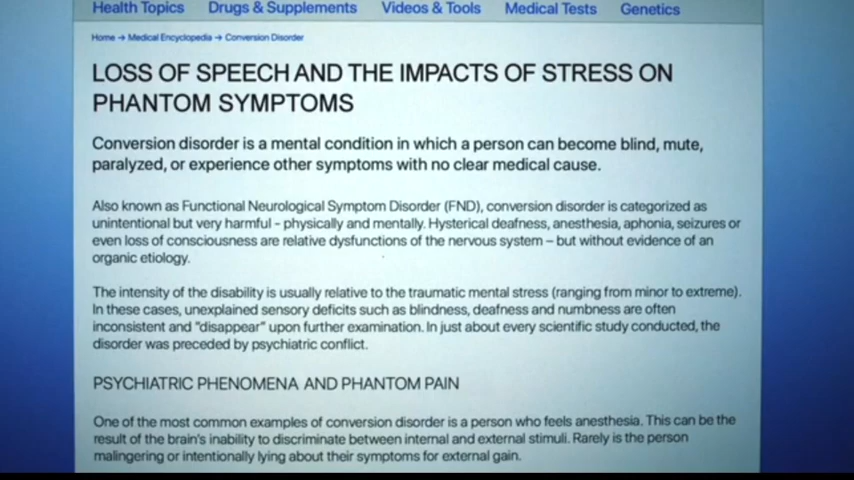 Health Topics Drugs & Supplements Videos & Tools Medical Tests Genetics
Home → Medical Encyclopedia → Conversion Disorder
LOSS OF SPEECH AND THE IMPACTS OF STRESS ON
PHANTOM SYMPTOMS
Conversion disorder is a mental condition in which a person can become blind, mute,
paralyzed, or experience other symptoms with no clear medical cause.
Also known as Functional Neurological Symptom Disorder (FND), conversion disorder is categorized as
unintentional but very harmful - physically and mentally. Hysterical deafness, anesthesia, aphonia, seizures or
even loss of consciousness are relative dysfunctions of the nervous system – but without evidence of an
organic etiology.
The intensity of the disability is usually relative to the traumatic mental stress (ranging from minor to extreme).
In these cases, unexplained sensory deficits such as blindness, deafness and numbness are often
inconsistent and "disappear" upon further examination. In just about every scientific study conducted, the
disorder was preceded by psychiatric conflict.
PSYCHIATRIC PHENOMENA AND PHANTOM PAIN
One of the most common examples of conversion disorder is a person who feels anesthesia. This can be the
result of the brain's inability to discriminate between internal and external stimuli. Rarely is the person
malingering or intentionally lying about their symptoms for external gain.